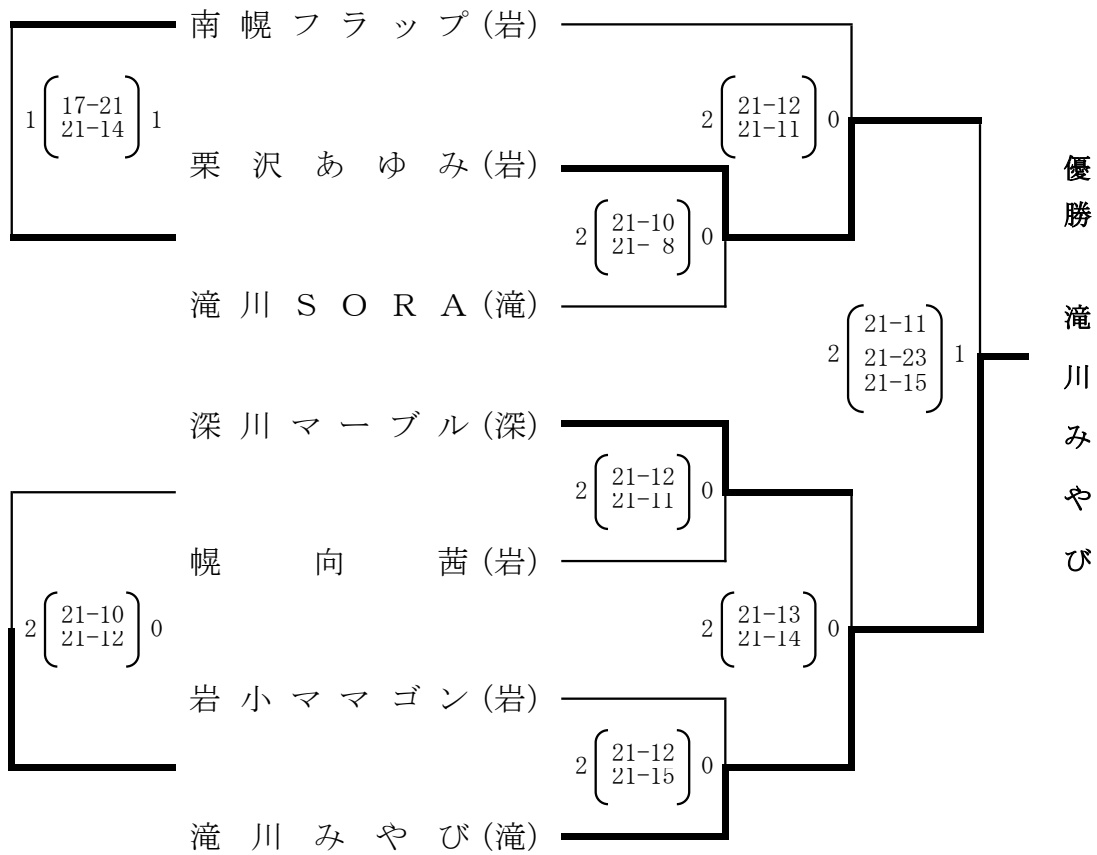 南幌フラップ(岩)
1 17-21 1
21-14
2 21-12 0
21-11
栗沢あゆみ(岩)
2 21-10 0
21- 8
滝川SORA(滝)
2 21-11 1
21-23
21-15
深川マーブル(深)
2 21-12 0
21-11
幌向茜(岩)
2 21-10 0
21-12
2 21-13 0
21-14
岩小ママゴン(岩)
2 21-12 0
21-15
滝川みやび(滝)
優勝 滝川みやび